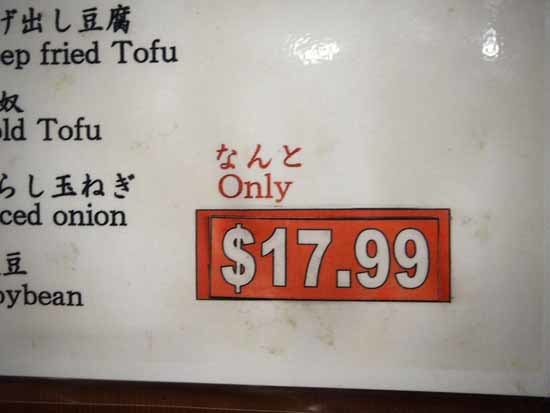 げ出し豆腐
ep fried Tofu
奴
old Tofu
らし玉ねぎ
ced onion
豆
oybean
なんと
Only
$17.99